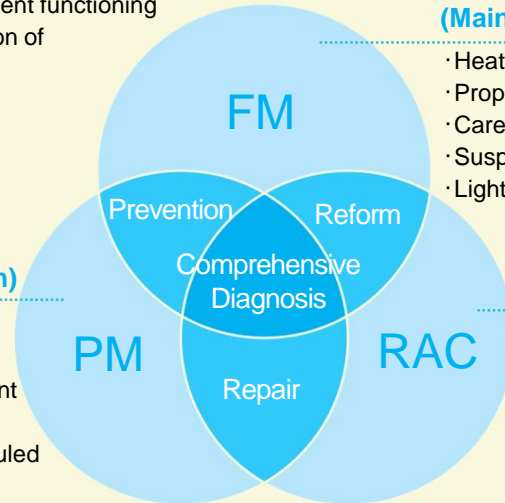 ent functioning
on of
(Main
·Heat
·Prop
·Care
·Susp
·Light
FM
Prevention
Reform
Comprehensive
Diagnosis
n)
PM
RAC
nt
Repair
uled